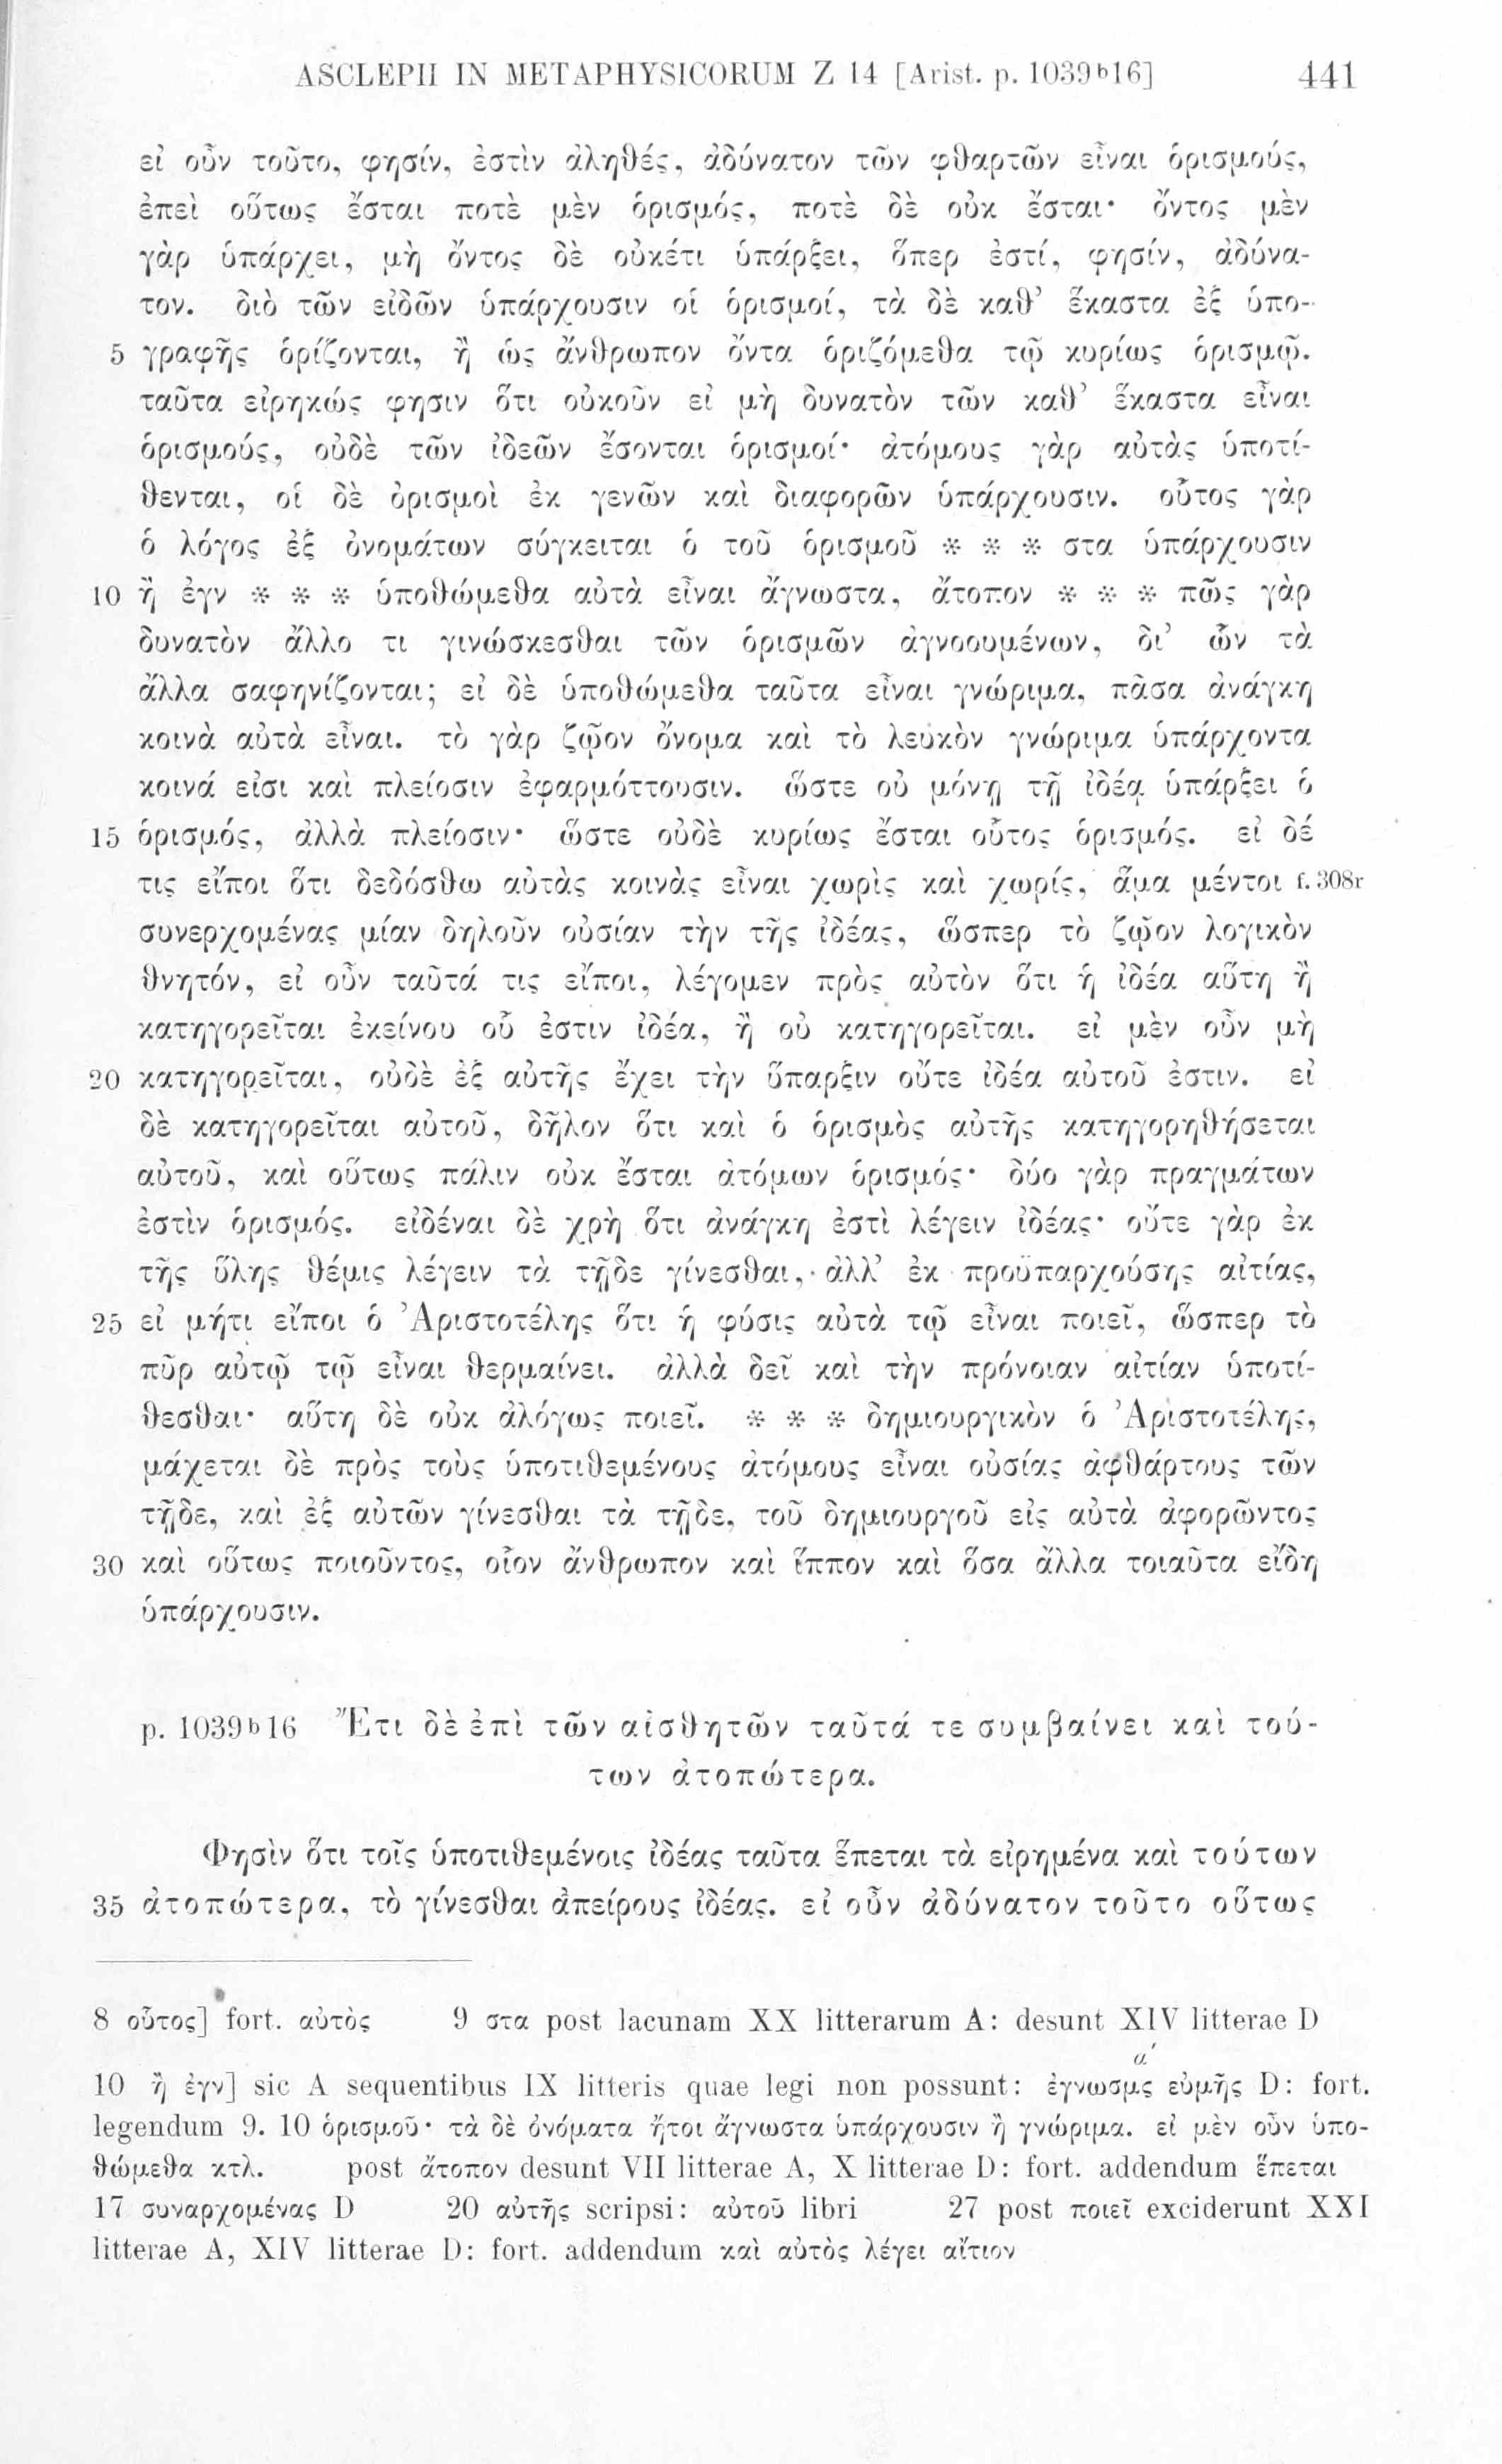 ASCLEPII IN METAPHYSICORUM Z 14 [Arist. p. 1039ᵇ16] 441
εἰ οὖν τοῦτο, φησίν, ἐστὶν ἀληθές, ἀδύνατον τῶν φθαρτῶν εἶναι ὁρισμούς,
ἐπεὶ οὕτως ἔσται ποτὲ μὲν ὁρισμός, ποτὲ δὲ οὐκ ἔσται· ὄντος μὲν
γὰρ ὑπάρχει, μὴ ὄντος δὲ οὐκέτι ὑπάρξει, ὅπερ ἐστί, φησίν, ἀδύνα-
τον. διὸ τῶν εἰδῶν ὑπάρχουσιν οἱ ὁρισμοί, τὰ δὲ καθ’ ἕκαστα ἐξ ὑπο-
5 γραφῆς ὁρίζονται, ἢ ὡς ἄνθρωπον ὄντα ὁριζόμεθα τῷ κυρίως ὁρισμῷ.
ταῦτα εἰρηκώς φησιν ὅτι οὐκοῦν εἰ μὴ δυνατὸν τῶν καθ’ ἕκαστα εἶναι
ὁρισμούς, οὐδὲ τῶν ἰδεῶν ἔσονται ὁρισμοί· ἀτόμους γὰρ αὐτὰς ὑποτί-
θενται, οἱ δὲ ὁρισμοὶ ἐκ γενῶν καὶ διαφορῶν ὑπάρχουσιν. οὗτος γὰρ
ὁ λόγος ἐξ ὀνομάτων σύγκειται ὁ τοῦ ὁρισμοῦ * * * στα ὑπάρχουσιν
10 ἢ ἐγν * * * ὑποθώμεθα αὐτὰ εἶναι ἄγνωστα, ἄτοπον * * * πῶς γὰρ
δυνατὸν ἄλλο τι γινώσκεσθαι τῶν ὁρισμῶν ἀγνοουμένων, δι’ ὧν τὰ
ἄλλα σαφηνίζονται; εἰ δὲ ὑποθώμεθα ταῦτα εἶναι γνώριμα, πᾶσα ἀνάγκη
κοινὰ αὐτὰ εἶναι. τὸ γὰρ ζῷον ὄνομα καὶ τὸ λευκὸν γνώριμα ὑπάρχοντα
κοινά εἰσι καὶ πλείοσιν ἐφαρμόττουσιν. ὥστε οὐ μόνῃ τῇ ἰδέᾳ ὑπάρξει ὁ
15 ὁρισμός, ἀλλὰ πλείοσιν· ὥστε οὐδὲ κυρίως ἔσται οὗτος ὁρισμός. εἰ δέ
τις εἴποι ὅτι δεδόσθω αὐτὰς κοινὰς εἶναι χωρὶς καὶ χωρίς, ἅμα μέντοι f. 308r
συνερχομένας μίαν δηλοῦν οὐσίαν τὴν τῆς ἰδέας, ὥσπερ τὸ ζῷον λογικὸν
θνητόν, εἰ οὖν ταῦτά τις εἴποι, λέγομεν πρὸς αὐτὸν ὅτι ἡ ἰδέα αὕτη ἢ
κατηγορεῖται ἐκείνου οὗ ἐστιν ἰδέα, ἢ οὐ κατηγορεῖται. εἰ μὲν οὖν μὴ
20 κατηγορεῖται, οὐδὲ ἐξ αὐτῆς ἔχει τὴν ὕπαρξιν οὔτε ἰδέα αὐτοῦ ἐστιν. εἰ
δὲ κατηγορεῖται αὐτοῦ, δῆλον ὅτι καὶ ὁ ὁρισμὸς αὐτῆς κατηγορηθήσεται
αὐτοῦ, καὶ οὕτως πάλιν οὐκ ἔσται ἀτόμων ὁρισμός· δύο γὰρ πραγμάτων
ἐστὶν ὁρισμός. εἰδέναι δὲ χρὴ ὅτι ἀνάγκη ἐστὶ λέγειν ἰδέας· οὔτε γὰρ ἐκ
τῆς ὕλης θέμις λέγειν τὰ τῇδε γίνεσθαι, ἀλλ’ ἐκ προϋπαρχούσης αἰτίας,
25 εἰ μήτι εἴποι ὁ Ἀριστοτέλης ὅτι ἡ φύσις αὐτὰ τῷ εἶναι ποιεῖ, ὥσπερ τὸ
πῦρ αὐτῷ τῷ εἶναι θερμαίνει. ἀλλὰ δεῖ καὶ τὴν πρόνοιαν αἰτίαν ὑποτί-
θεσθαι· αὕτη δὲ οὐκ ἀλόγως ποιεῖ. * * * δημιουργικὸν ὁ Ἀριστοτέλης,
μάχεται δὲ πρὸς τοὺς ὑποτιθεμένους ἀτόμους εἶναι οὐσίας ἀφθάρτους τῶν
τῇδε, καὶ ἐξ αὐτῶν γίνεσθαι τὰ τῇδε, τοῦ δημιουργοῦ εἰς αὐτὰ ἀφορῶντος
30 καὶ οὕτως ποιοῦντος, οἷον ἄνθρωπον καὶ ἵππον καὶ ὅσα ἄλλα τοιαῦτα εἴδη
ὑπάρχουσιν.
p. 1039ᵇ16 Ἔτι δὲ ἐπὶ τῶν αἰσθητῶν ταῦτά τε συμβαίνει καὶ τού-
των ἀτοπώτερα.
Φησὶν ὅτι τοῖς ὑποτιθεμένοις ἰδέας ταῦτα ἕπεται τὰ εἰρημένα καὶ τούτων
35 ἀτοπώτερα, τὸ γίνεσθαι ἀπείρους ἰδέας. εἰ οὖν ἀδύνατον τοῦτο οὕτως
8 οὗτος] fort. αὐτὸς 9 στα post lacunam XX litterarum A: desunt XIV litterae D
10 ἢ ἐγν] sic A sequentibus IX litteris quae legi non possunt: ἐγνωσμς εὐμῆς D: fort.
legendum 9. 10 ὁρισμοῦ· τὰ δὲ ὀνόματα ἤτοι ἄγνωστα ὑπάρχουσιν ἢ γνώριμα. εἰ μὲν οὖν ὑπο-
θώμεθα κτλ. post ἄτοπον desunt VII litterae A, X litterae D: fort. addendum ἕπεται
17 συναρχομένας D 20 αὐτῆς scripsi: αὐτοῦ libri 27 post ποιεῖ exciderunt XXI
litterae A, XIV litterae D: fort. addendum καὶ αὐτὸς λέγει αἴτιον